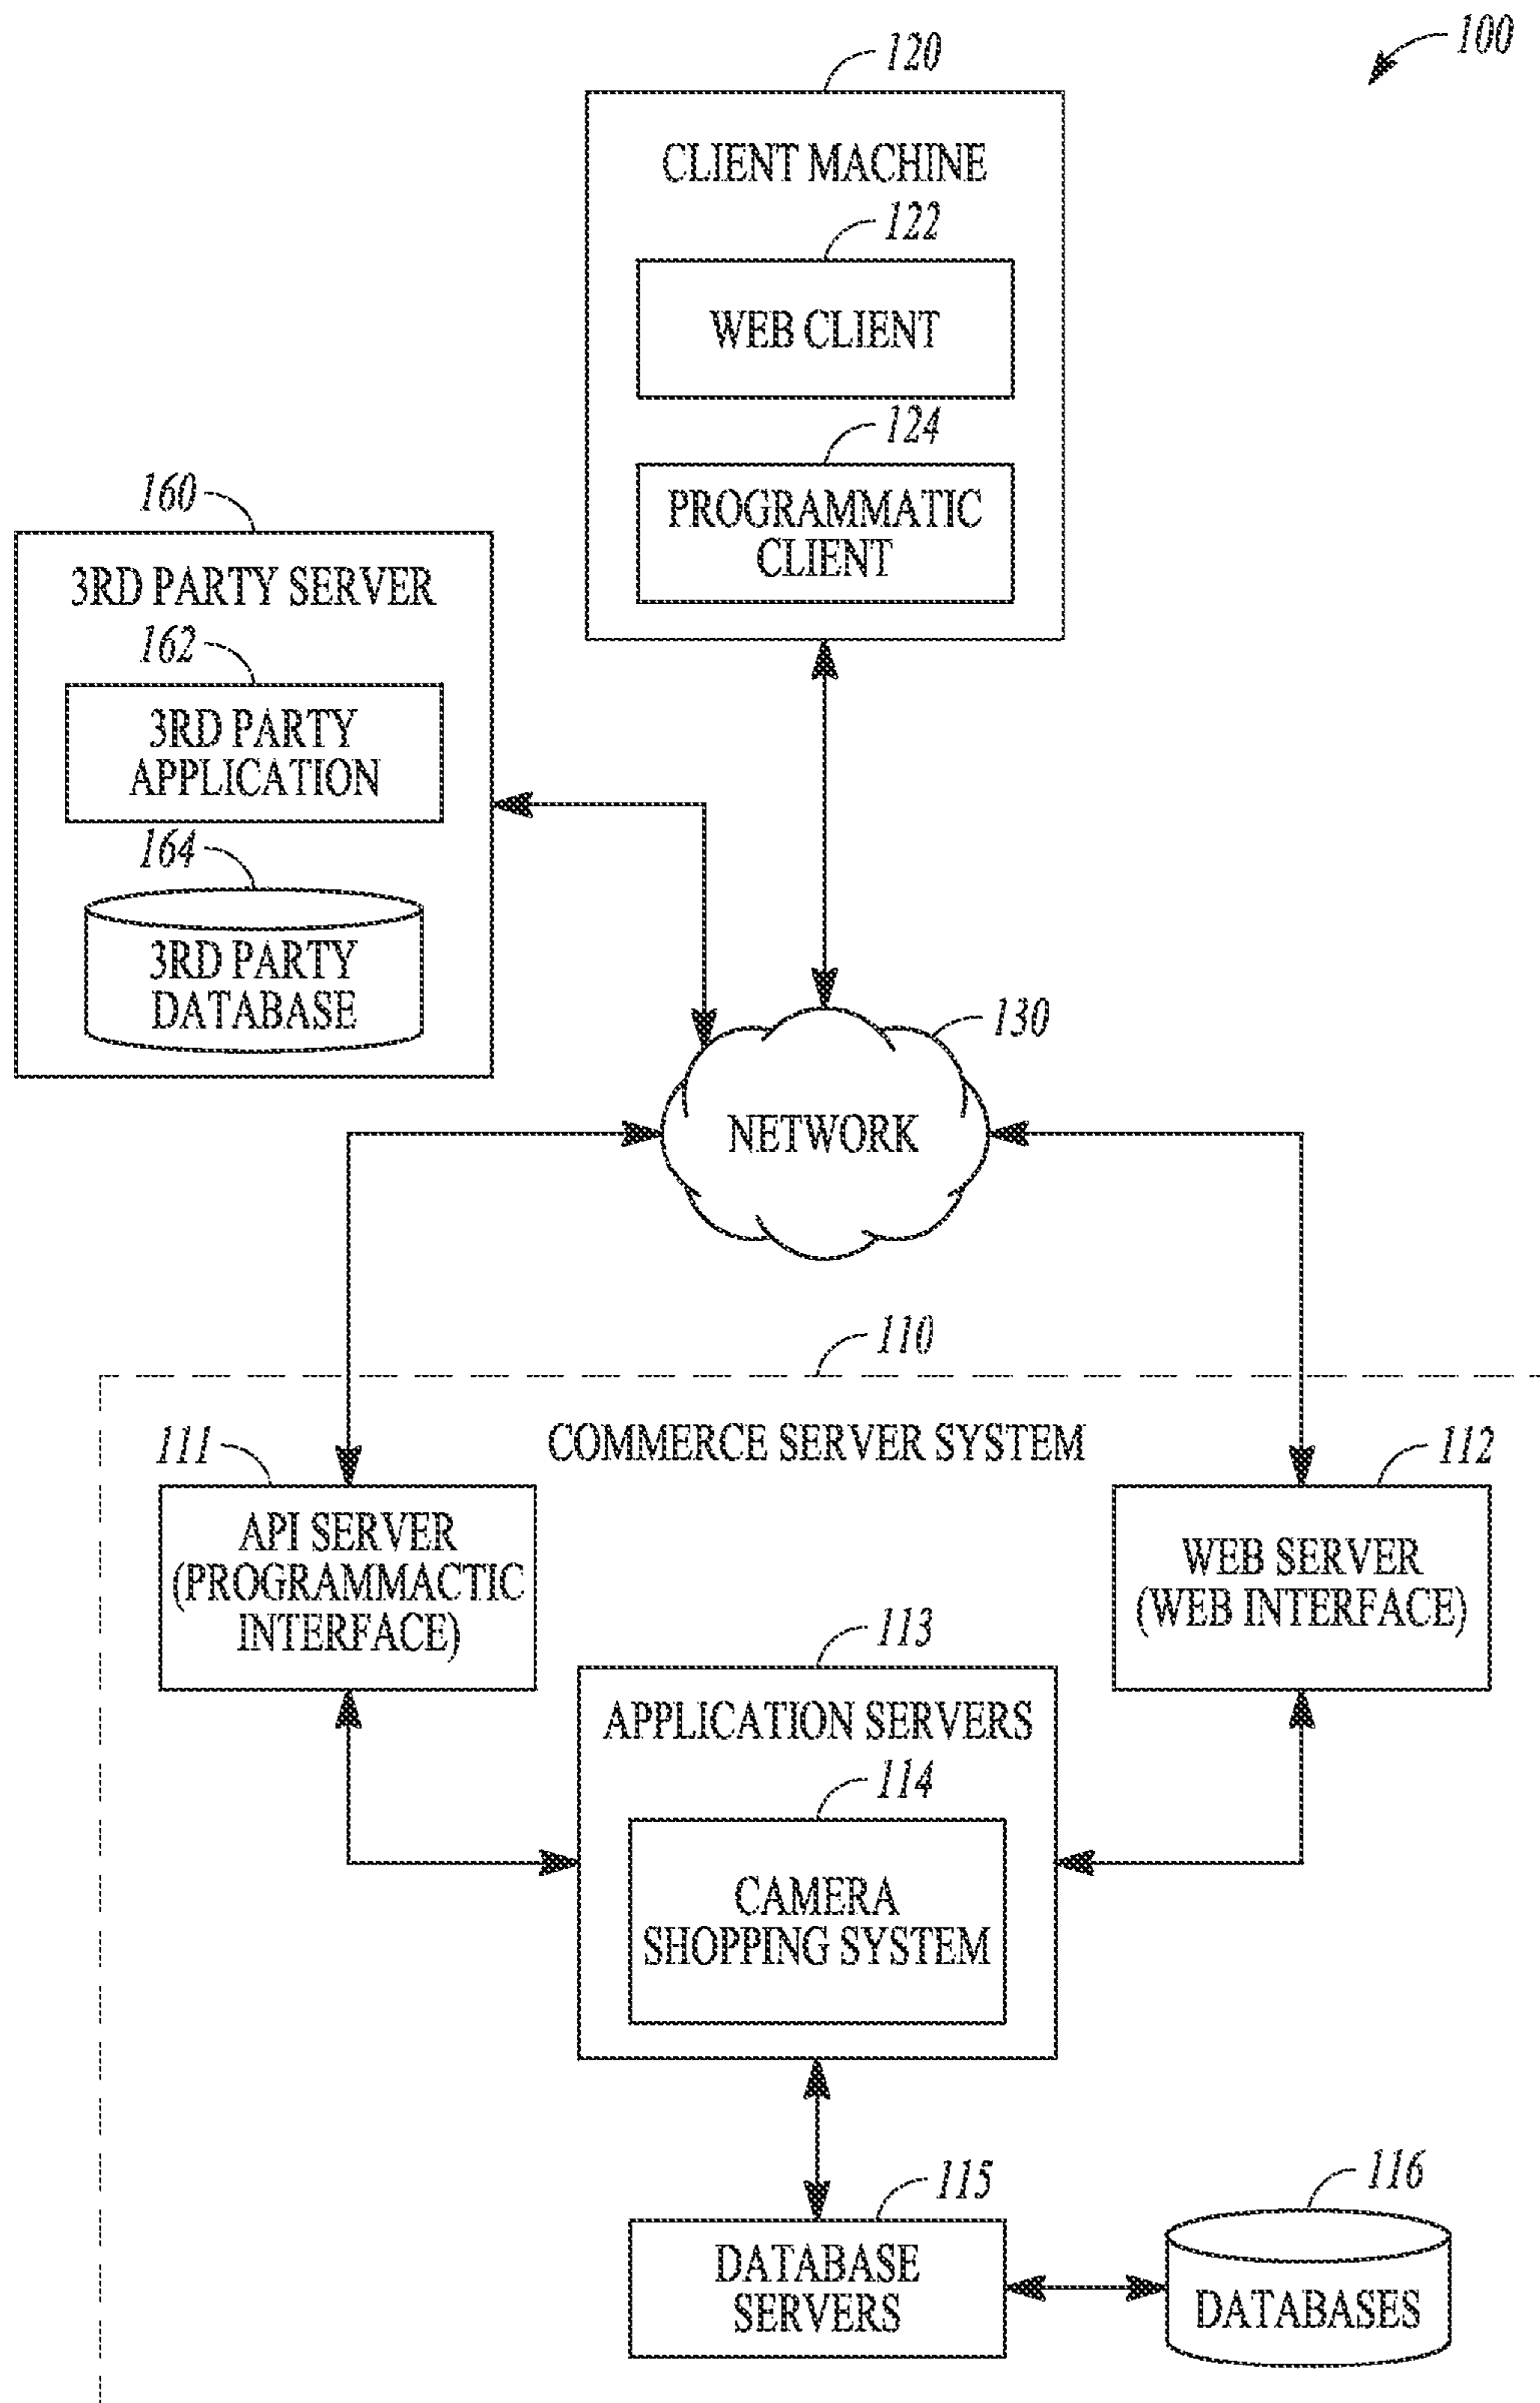 100
120
CLIENT MACHINE
122
WEB CLIENT
124
PROGRAMMATIC
CLIENT
160
3RD PARTY SERVER
162
3RD PARTY
APPLICATION
164
3RD PARTY
DATABASE
130
NETWORK
110
COMMERCE SERVER SYSTEM
111
API SERVER
(PROGRAMMACTIC
INTERFACE)
112
WEB SERVER
(WEB INTERFACE)
113
APPLICATION SERVERS
114
CAMERA
SHOPPING SYSTEM
115
DATABASE
SERVERS
116
DATABASES